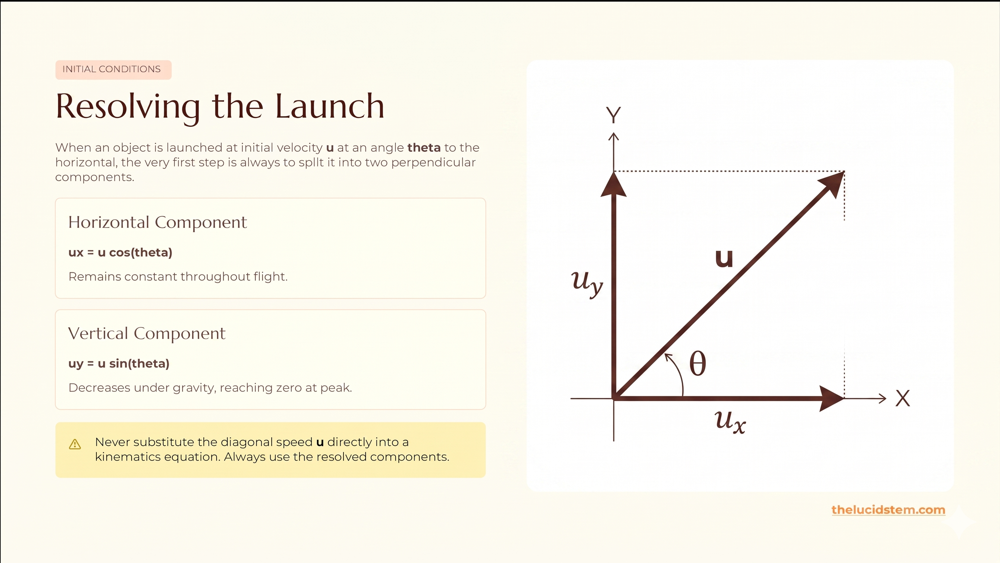 INITIAL CONDITIONS
Resolving the Launch
When an object is launched at initial velocity u at an angle theta to the
horizontal, the very first step is always to spllt it into two perpendicular
components.
Horizontal Component
ux = u cos(theta)
Remains constant throughout flight.
Vertical Component
uy = u sin(theta)
Decreases under gravity, reaching zero at peak.
Never substitute the diagonal speed u directly into a
kinematics equation. Always use the resolved components.
Y
u
uy
θ
X
ux
thelucidstem.com